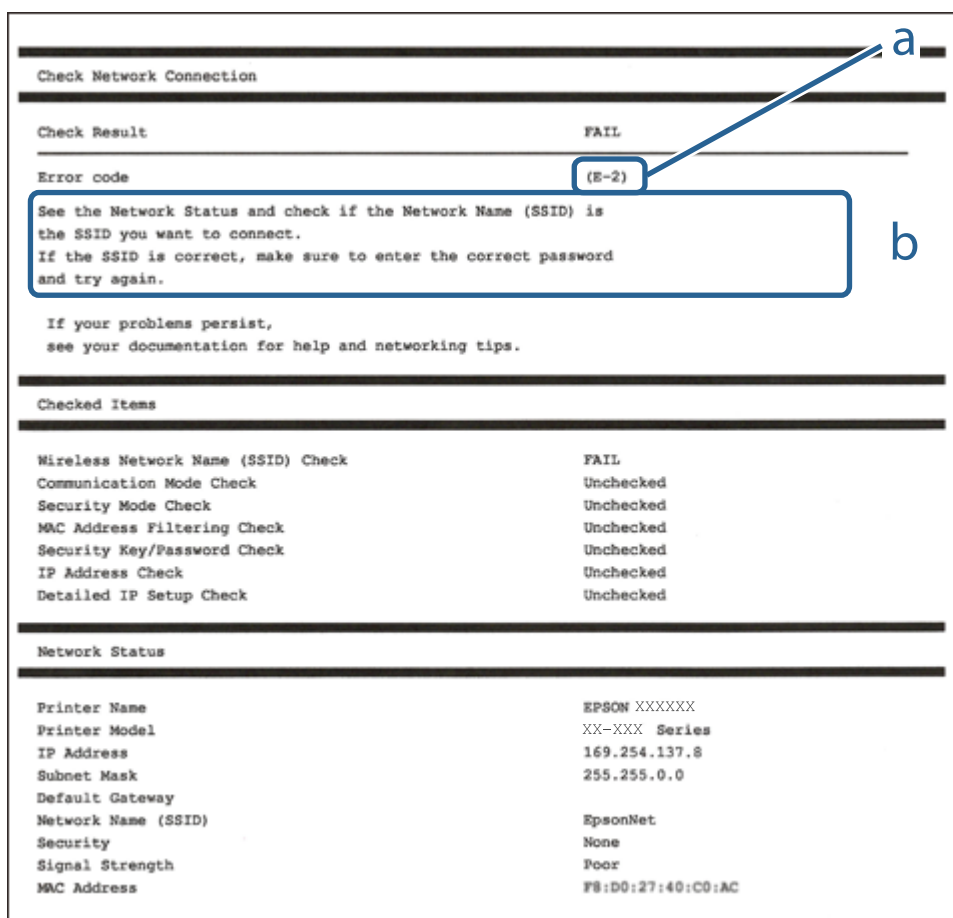 a
Check Network Connection
Check Result FAIL
Error code (E-2)
See the Network Status and check if the Network Name (SSID) is
the SSID you want to connect.
If the SSID is correct, make sure to enter the correct password
and try again.
b
If your problems persist,
see your documentation for help and networking tips.
Checked Items
Wireless Network Name (SSID) Check FAIL
Communication Mode Check Unchecked
Security Mode Check Unchecked
MAC Address Filtering Check Unchecked
Security Key/Password Check Unchecked
IP Address Check Unchecked
Detailed IP Setup Check Unchecked
Network Status
Printer Name EPSON XXXXXX
Printer Model XX-XXX Series
IP Address 169.254.137.8
Subnet Mask 255.255.0.0
Default Gateway
Network Name (SSID) EpsonNet
Security None
Signal Strength Poor
MAC Address F8:D0:27:40:C0:AC